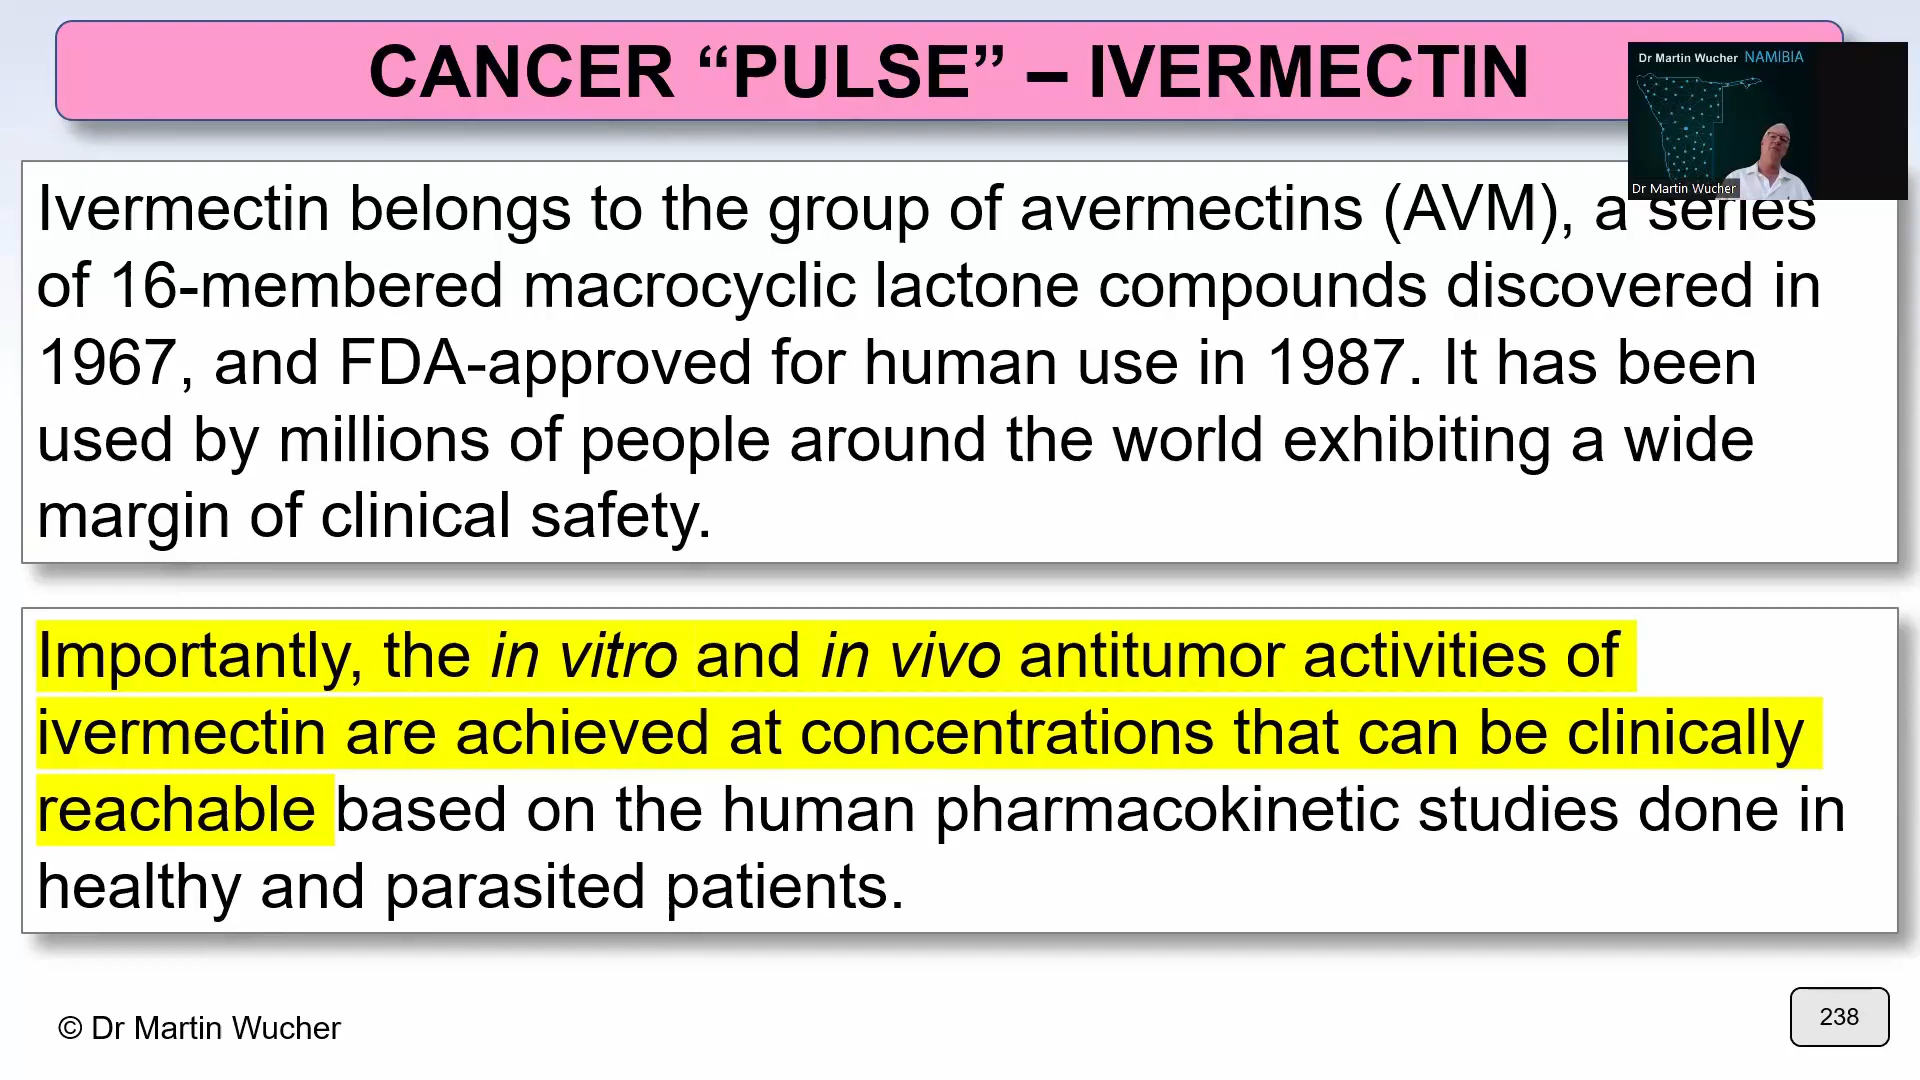 CANCER “PULSE” – IVERMECTIN
Dr Martin Wucher NAMIBIA
Dr Martin Wucher
Ivermectin belongs to the group of avermectins (AVM), a series
of 16-membered macrocyclic lactone compounds discovered in
1967, and FDA-approved for human use in 1987. It has been
used by millions of people around the world exhibiting a wide
margin of clinical safety.
Importantly, the in vitro and in vivo antitumor activities of
ivermectin are achieved at concentrations that can be clinically
reachable based on the human pharmacokinetic studies done in
healthy and parasited patients.
© Dr Martin Wucher
238